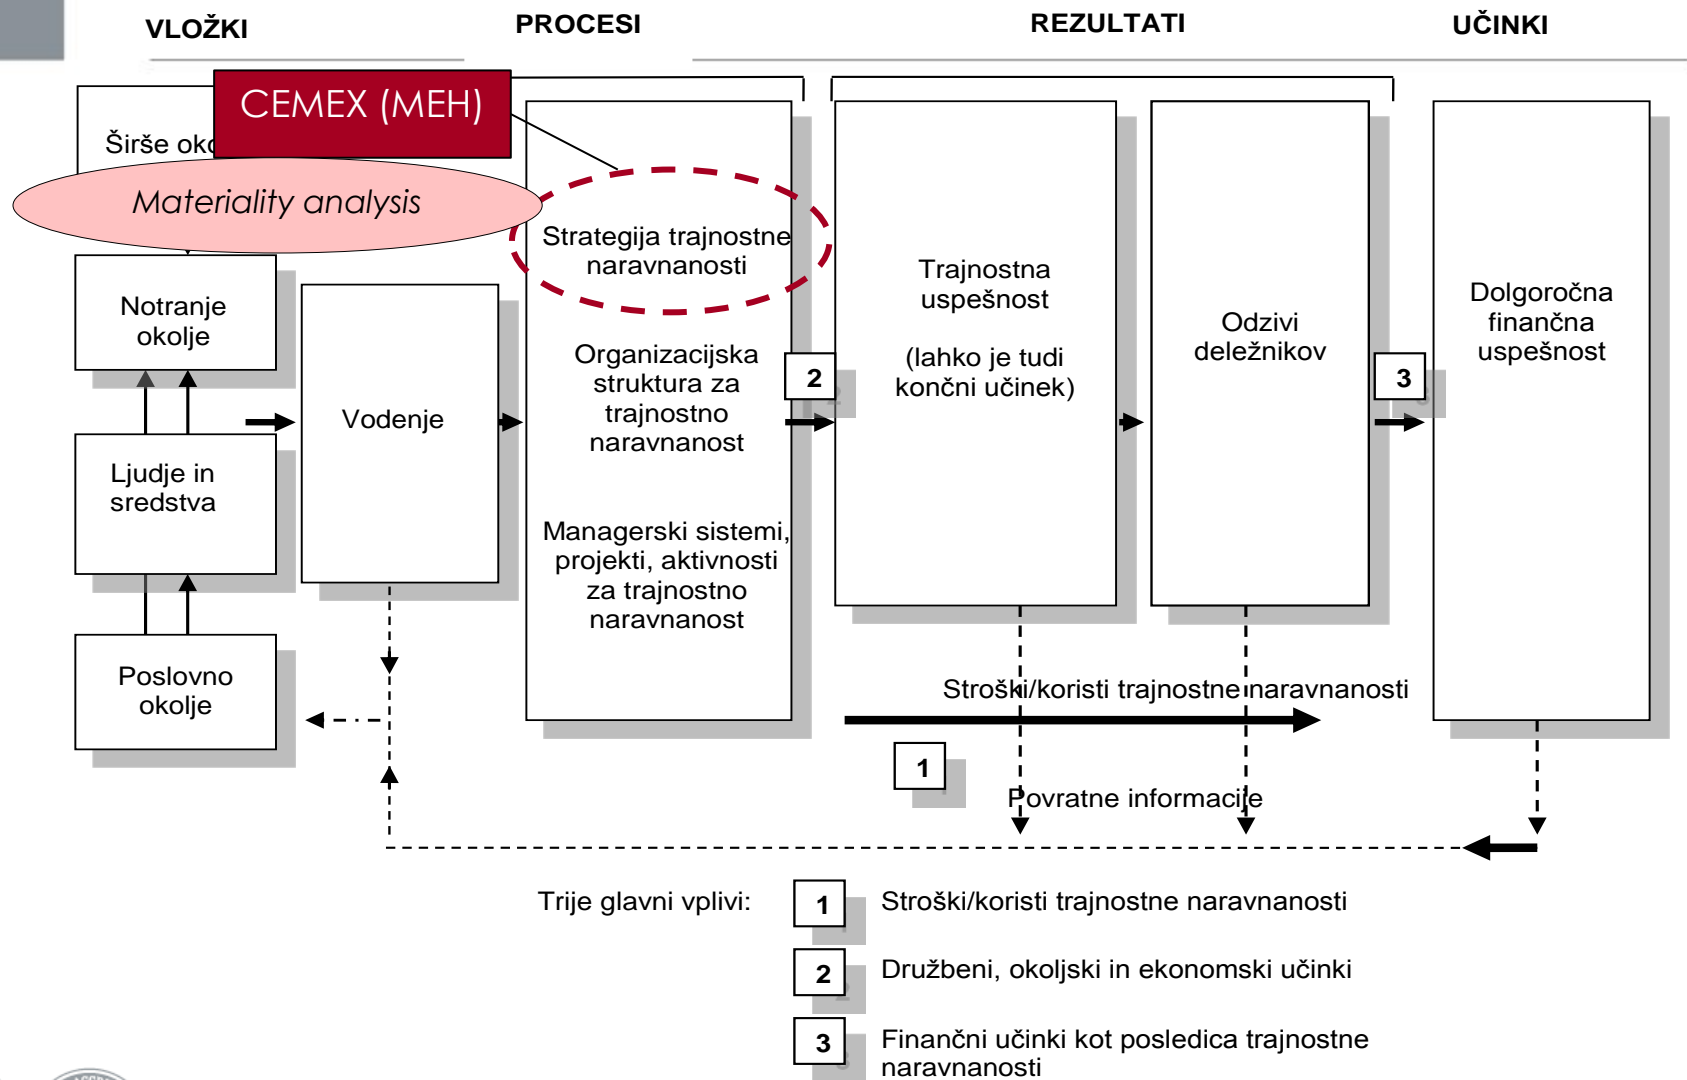 VLOŽKI
PROCESI
REZULTATI
UČINKI
CEMEX (MEH)
Širše
Materiality analysis
Notranje
okolje
Ljudje in
sredstva
Poslovno
okolje
Vodenje
Strategija trajnostne
naravnanosti
Organizacijska
struktura za
trajnostno
naravnanost
Managerski sistemi,
projekti, aktivnosti
za trajnostno
naravnanost
2
Trajnostna
uspešnost
(lahko je tudi
končni učinek)
Odzivi
deležnikov
3
Dolgoročna
finančna
uspešnost
Stroški/koristi trajnostne naravnanosti
1
Povratne informacije
Trije glavni vplivi:
1 Stroški/koristi trajnostne naravnanosti
2 Družbeni, okoljski in ekonomski učinki
3 Finančni učinki kot posledica trajnostne
naravnanosti